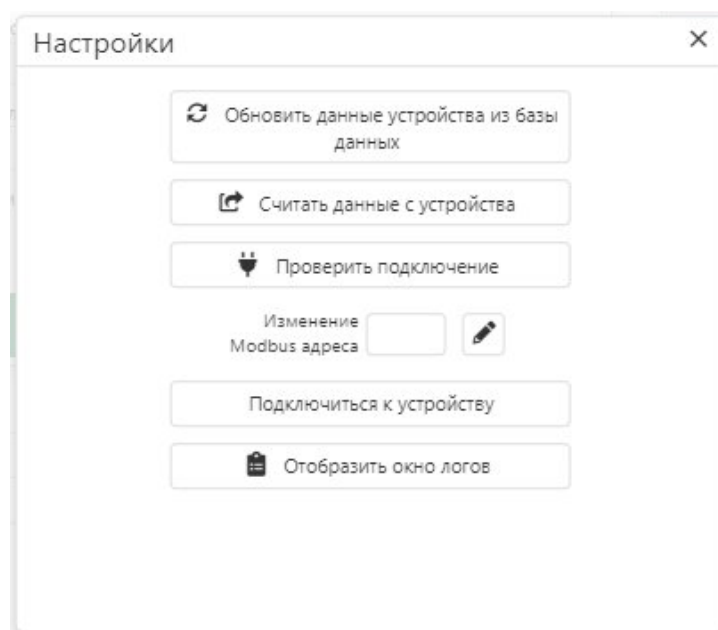 Настройки
Обновить данные устройства из базы
данных
Считать данные с устройства
Проверить подключение
Изменение
Modbus адреса
Подключиться к устройству
Отобразить окно логов